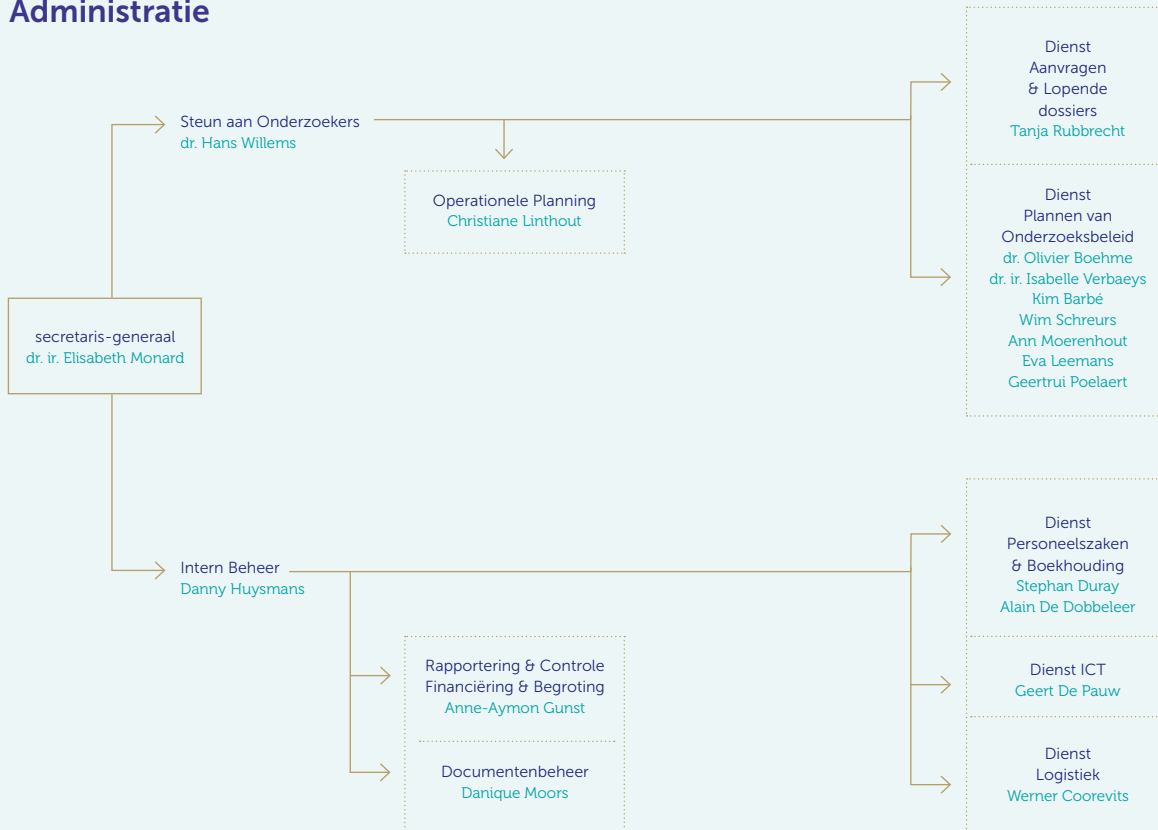 Administratie
Steun aan Onderzoekers
dr. Hans Willems
Operationele Planning
Christiane Linthout
Dienst
Aanvragen
& Lopende
dossiers
Tanja Rubbrecht
Dienst
Plannen van
Onderzoeksbeleid
dr. Olivier Boehme
dr. ir. Isabelle Verbaeys
Kim Barbé
Wim Schreurs
Ann Moerenhout
Eva Leemans
Geertrui Poelaert
secretaris-generaal
dr. ir. Elisabeth Monard
Intern Beheer
Danny Huysmans
Rapportering & Controle
Financiëring & Begroting
Anne-Aymon Gunst
Documentenbeheer
Danique Moors
Dienst
Personeelszaken
& Boekhouding
Stephan Duray
Alain De Dobbeleer
Dienst ICT
Geert De Pauw
Dienst
Logistiek
Werner Coorevits